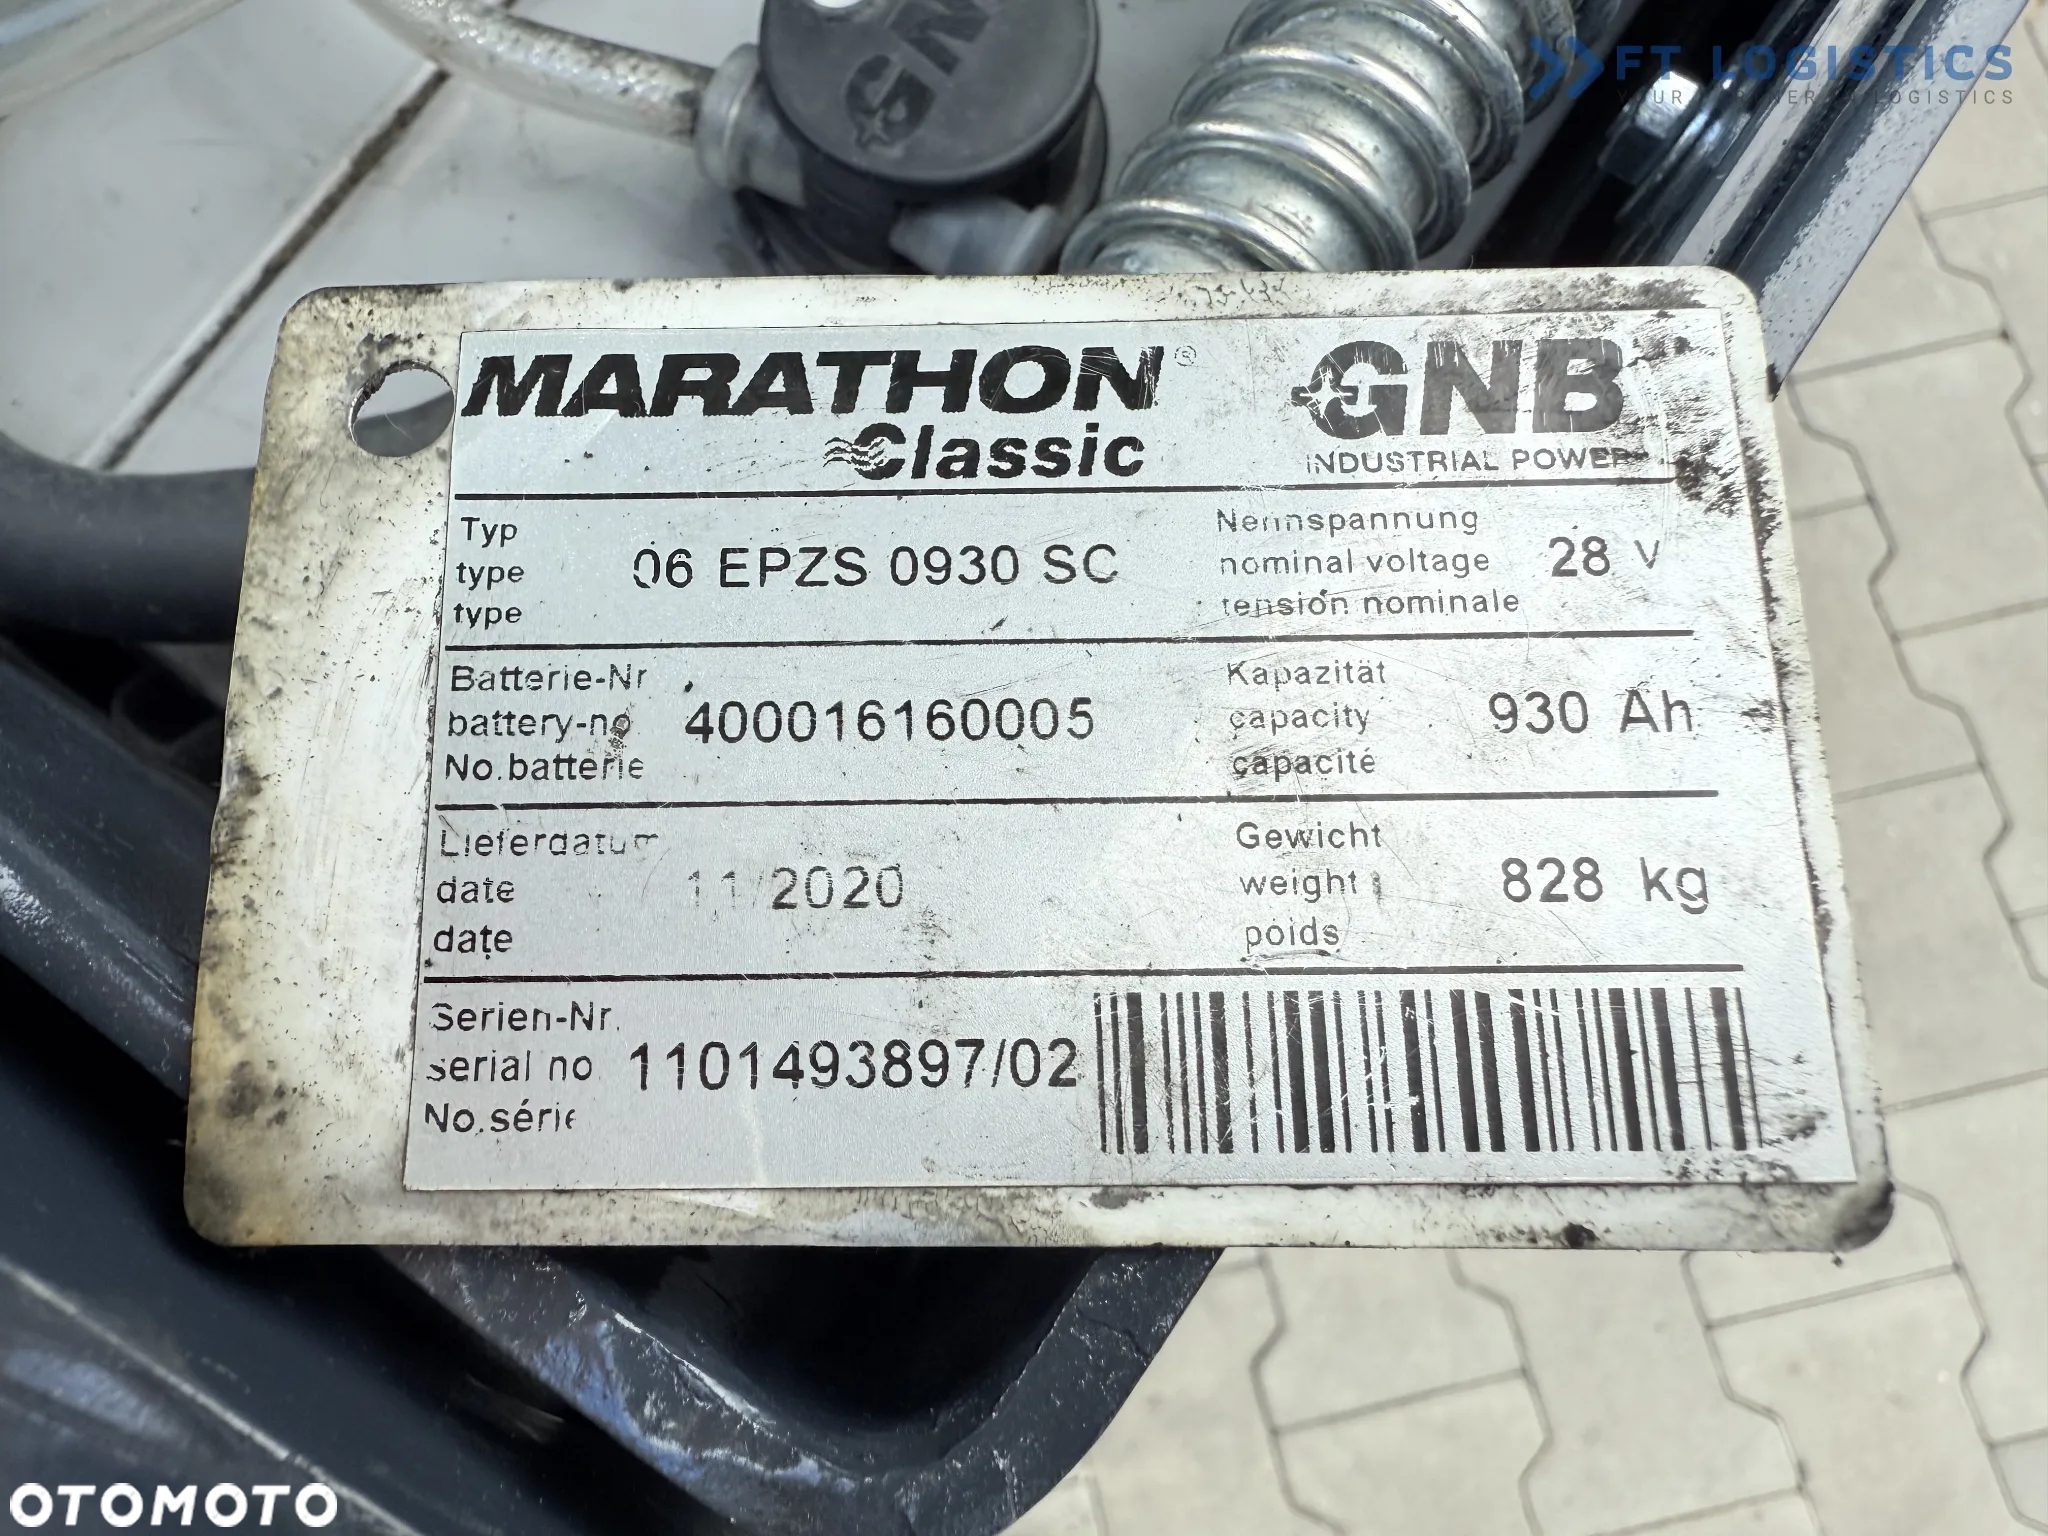 GNB
FT LOGISTICS
MARATHON®
Classic
GNB
INDUSTRIAL POWER
Typ
type
type
06 EPZS 0930 SC
Nennspannung
nominal voltage
tension nominale
28 V
Batterie-Nr
battery-no
No.batterie
400016160005
Kapazität
capacity
capacité
930 Ah
Lieferdatum
date
date
11/2020
Gewicht
weight
poids
828 kg
Serien-Nr.
serial no
No.série
1101493897/02
OTOMOTO